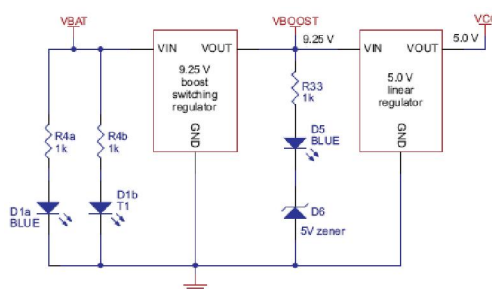 VBAT
VBOOST
VCC
VIN VOUT
9.25 V
5.0 V
VIN VOUT
9.25 V
boost
switching
regulator
GND
5.0 V
linear
regulator
GND
R4a
1k
R4b
1k
R33
1k
D5
BLUE
D1a
BLUE
D1b
T1
D6
5V zener